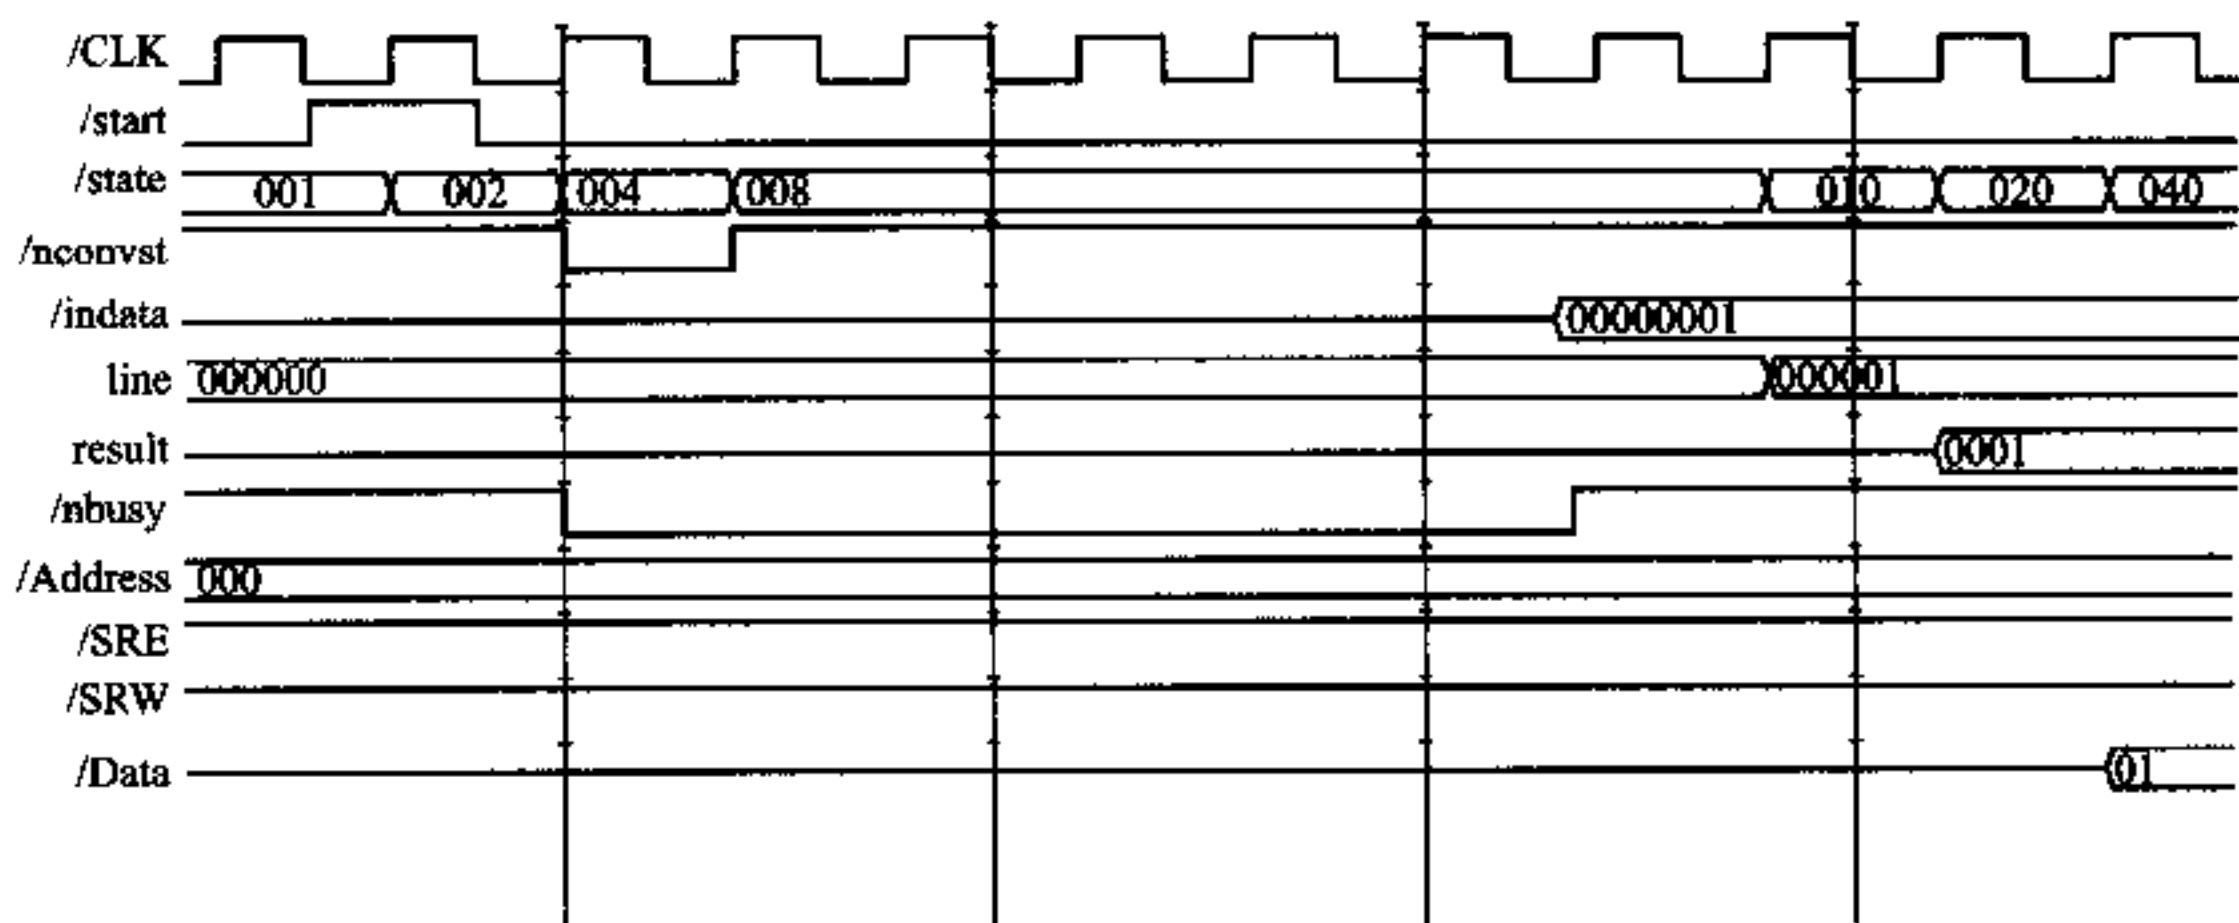 /CLK
/start
/state 001 002 004 008 010 020 040
/nconvst
/indata 00000001
line 000000 000001
result 0001
/nbusy
/Address 000
/SRE
/SRW
/Data 01